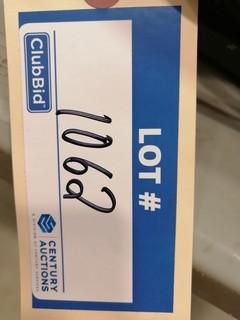 LOT #
1062
ClubBid
CENTURY
AUCTIONS